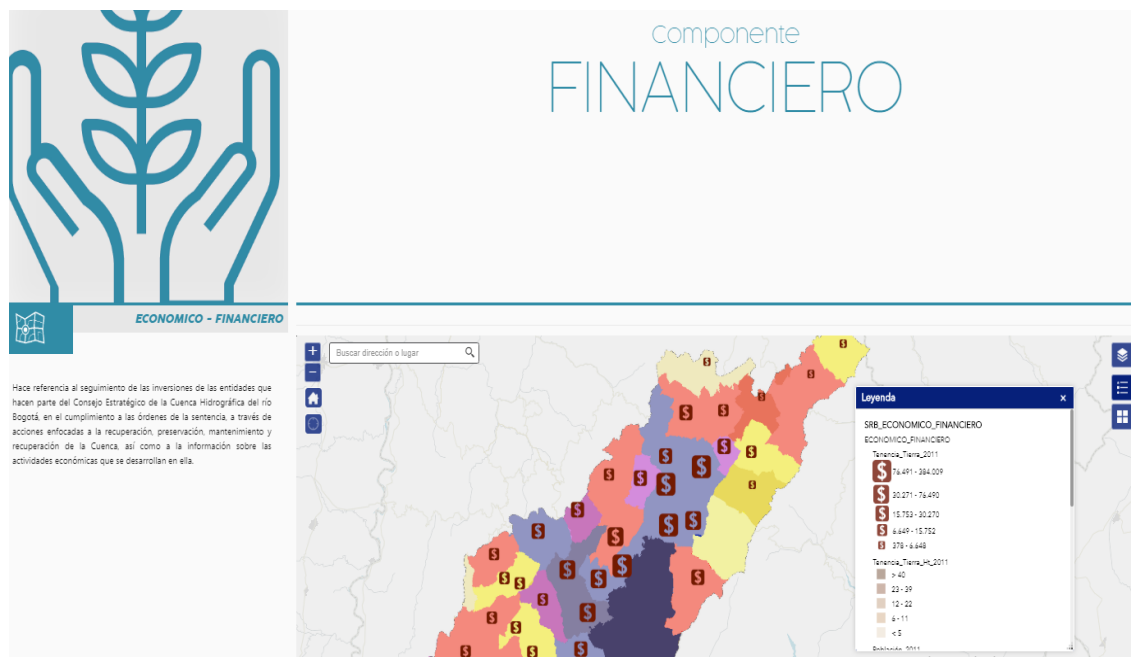 Componente
FINANCIERO
ECONOMICO - FINANCIERO
Hace referencia al seguimiento de las inversiones de las entidades que
hacen parte del Consejo Estratégico de la Cuenca Hidrográfica del río
Bogotá, en el cumplimiento a las órdenes de la sentencia, a través de
acciones enfocadas a la recuperación, preservación, mantenimiento y
recuperación de la Cuenca, así como a la información sobre las
actividades económicas que se desarrollan en ella.
Buscar dirección o lugar
Leyenda
SRB_ECONOMICO_FINANCIERO
ECONOMICO_FINANCIERO
Tenencia_Tierra_2011
76.491 - 384.009
30.271 - 76.490
15.753 - 30.270
6.649 - 15.752
378 - 6.648
Tenencia_Tierra_Ht_2011
> 40
23 - 39
12 - 22
6 - 11
< 5
Población_2011